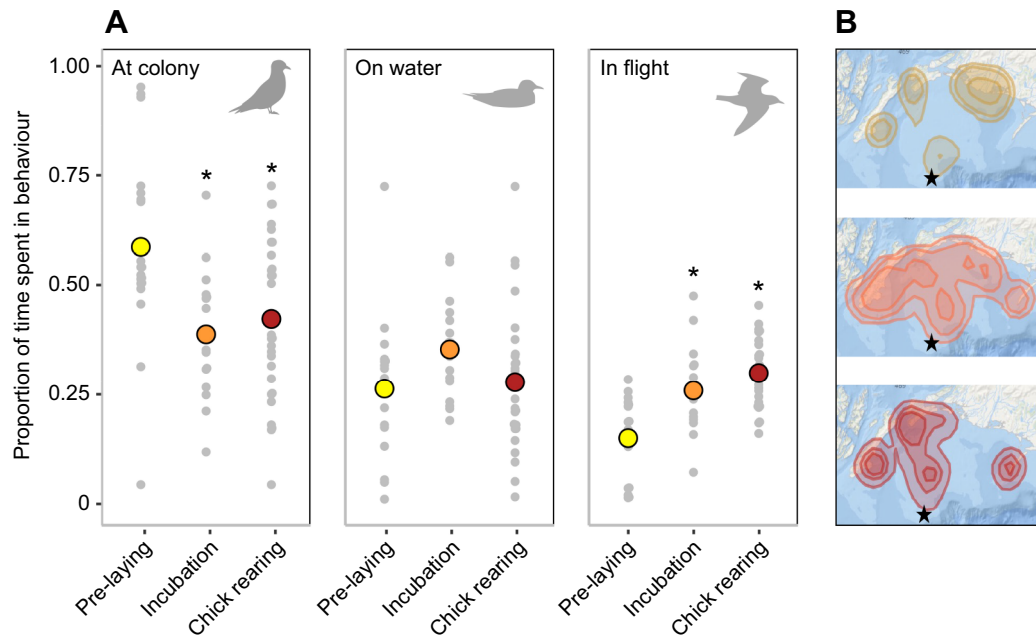 A
B
At colony
On water
In flight
Proportion of time spent in behaviour
1.00
0.75
0.50
0.25
0
*
*
*
*
Pre-laying
Incubation
Chick rearing
Pre-laying
Incubation
Chick rearing
Pre-laying
Incubation
Chick rearing